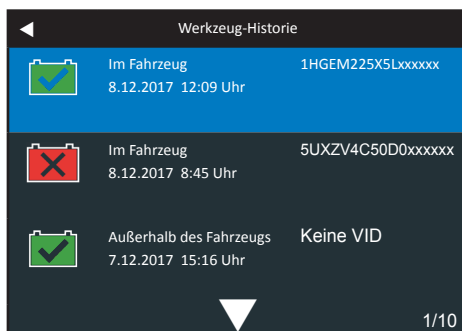 Werkzeug-Historie
Im Fahrzeug 1HGEM225X5Lxxxxxx
8.12.2017 12:09 Uhr
Im Fahrzeug 5UXZV4C50D0xxxxxx
8.12.2017 8:45 Uhr
Außerhalb des Fahrzeugs Keine VID
7.12.2017 15:16 Uhr
1/10